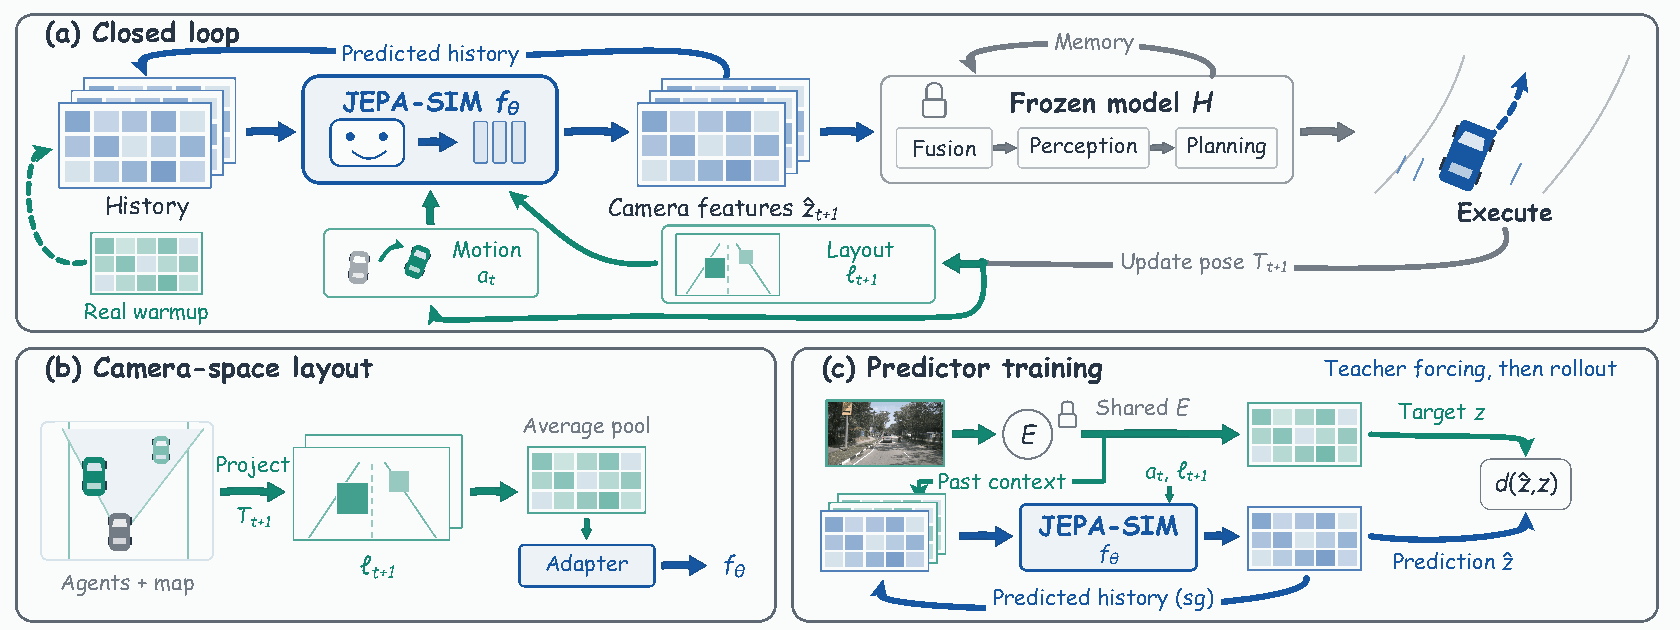 (a) Closed loop
Predicted history
Memory
JEPA-SIM fθ
Frozen model H
Fusion
Perception
Planning
History
Camera features ẑt+1
Execute
Motion
at
Layout
ℓt+1
Update pose Tt+1
Real warmup
(b) Camera-space layout
Average pool
Project
Tt+1
ℓt+1
Adapter
fθ
Agents + map
(c) Predictor training
Teacher forcing, then rollout
E
Shared E
Target z
Past context
at, ℓt+1
d(ẑ,z)
JEPA-SIM
fθ
Prediction ẑ
Predicted history (sg)